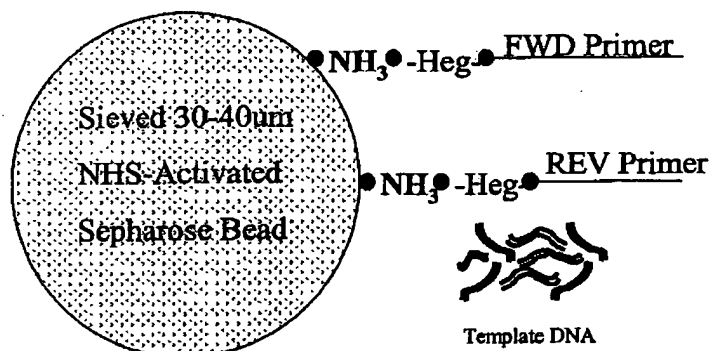 NH₃ -Heg- FWD Primer
Sieved 30-40um
NHS-Activated
Sepharose Bead
NH₃ -Heg- REV Primer
Template DNA